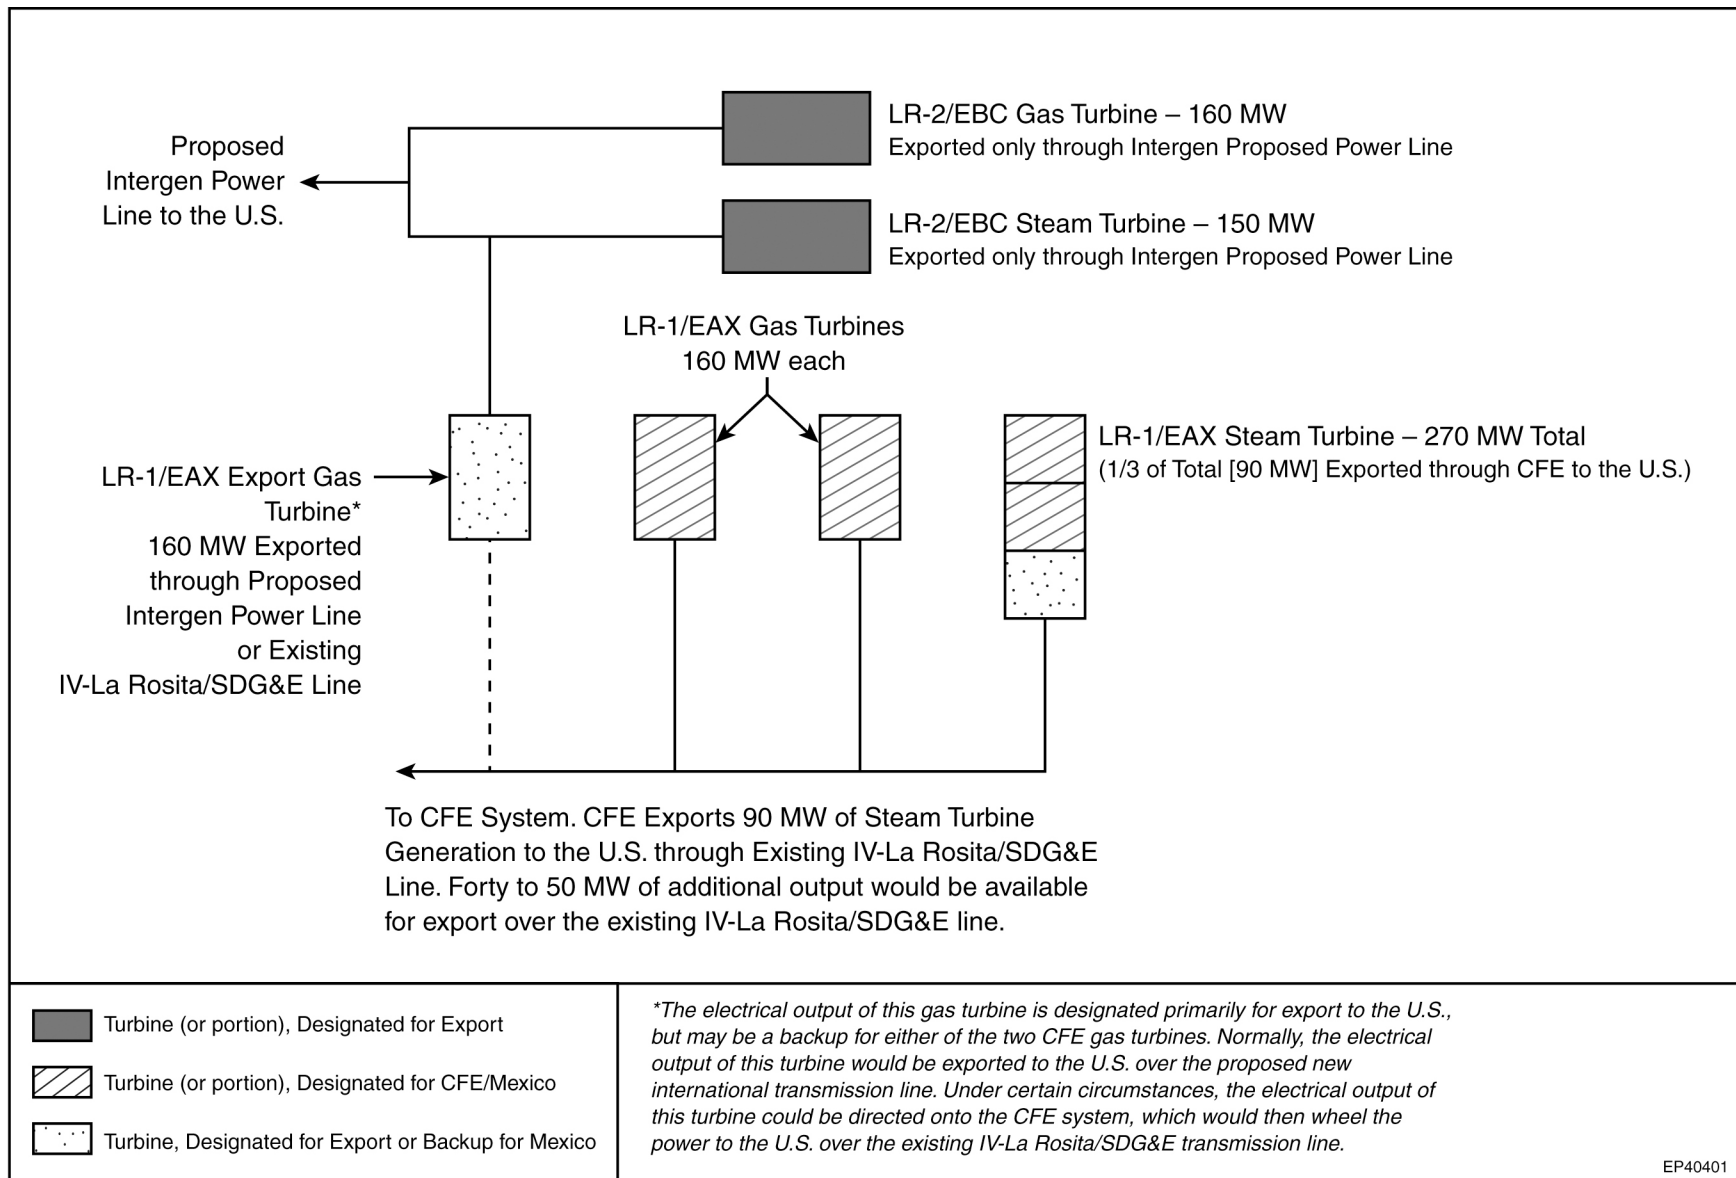 LR-2/EBC Gas Turbine – 160 MW
Exported only through Intergen Proposed Power Line
Proposed
Intergen Power
Line to the U.S.
LR-2/EBC Steam Turbine – 150 MW
Exported only through Intergen Proposed Power Line
LR-1/EAX Gas Turbines
160 MW each
LR-1/EAX Steam Turbine – 270 MW Total
(1/3 of Total [90 MW] Exported through CFE to the U.S.)
LR-1/EAX Export Gas
Turbine*
160 MW Exported
through Proposed
Intergen Power Line
or Existing
IV-La Rosita/SDG&E Line
To CFE System. CFE Exports 90 MW of Steam Turbine
Generation to the U.S. through Existing IV-La Rosita/SDG&E
Line. Forty to 50 MW of additional output would be available
for export over the existing IV-La Rosita/SDG&E line.
Turbine (or portion), Designated for Export
Turbine (or portion), Designated for CFE/Mexico
Turbine, Designated for Export or Backup for Mexico
*The electrical output of this gas turbine is designated primarily for export to the U.S.,
but may be a backup for either of the two CFE gas turbines. Normally, the electrical
output of this turbine would be exported to the U.S. over the proposed new
international transmission line. Under certain circumstances, the electrical output of
this turbine could be directed onto the CFE system, which would then wheel the
power to the U.S. over the existing IV-La Rosita/SDG&E transmission line.
EP40401